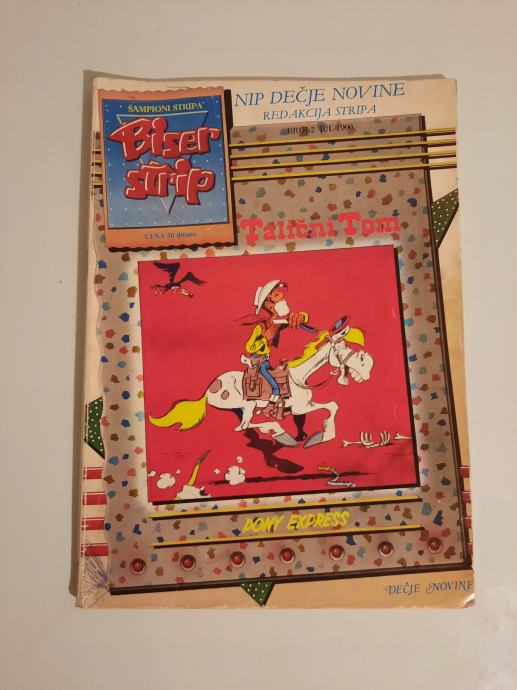 ŠAMPIONI STRIPA
Biser
strip
CENA 50 dinara
NIP DEČJE NOVINE
REDAKCIJA STRIPA
BROJ 2 JUL 1990.
Talični Tom
PONY EXPRESS
DEČJE NOVINE